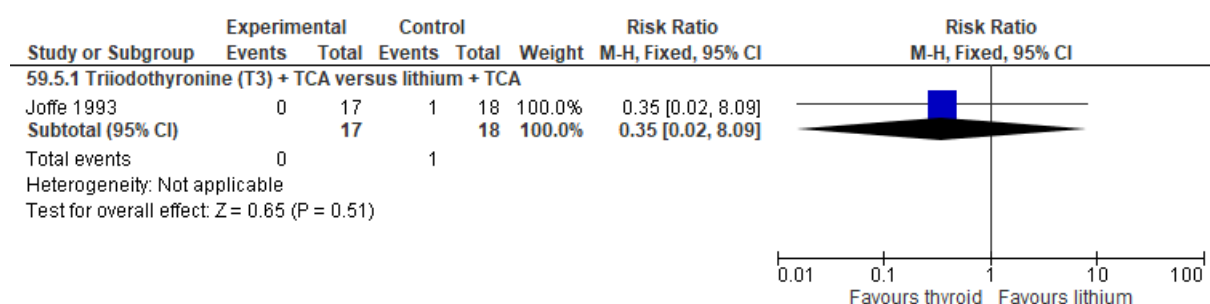 Experimental Control Risk Ratio Risk Ratio
Study or Subgroup Events Total Events Total Weight M-H, Fixed, 95% CI M-H, Fixed, 95% CI
59.5.1 Triiodothyronine (T3) + TCA versus lithium + TCA
Joffe 1993 0 17 1 18 100.0% 0.35 [0.02, 8.09]
Subtotal (95% CI) 17 18 100.0% 0.35 [0.02, 8.09]
Total events 0 1
Heterogeneity: Not applicable
Test for overall effect: Z = 0.65 (P = 0.51)
0.01 0.1 1 10 100
Favours thyroid Favours lithium